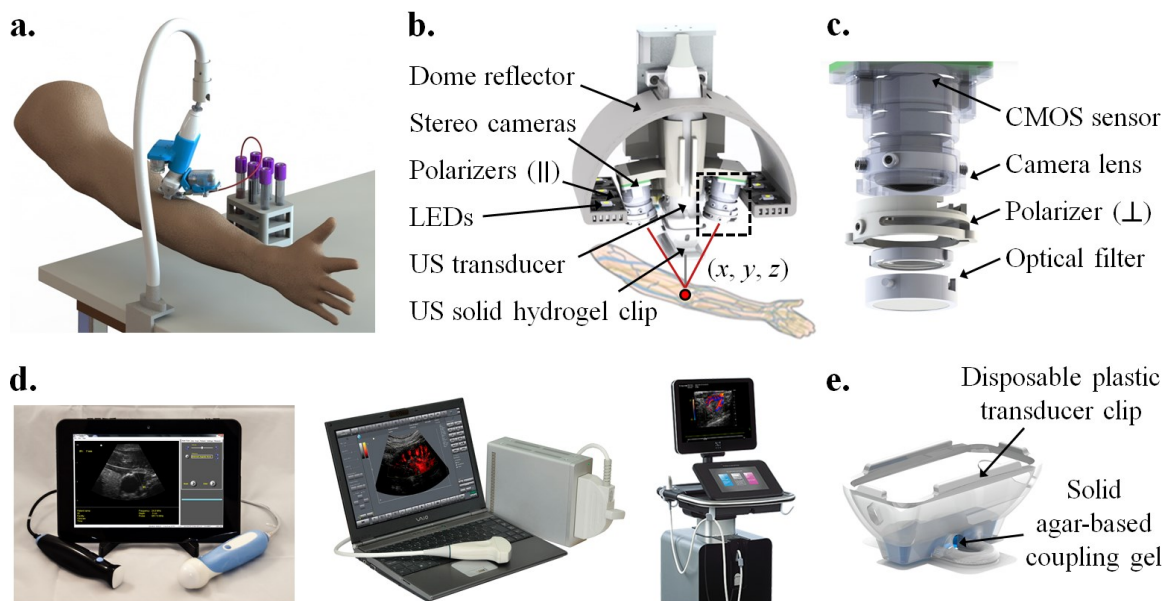 a.
b.
Dome reflector
Stereo cameras
Polarizers (||)
LEDs
US transducer
US solid hydrogel clip
(x, y, z)
c.
CMOS sensor
Camera lens
Polarizer (⊥)
Optical filter
d.
VAIO
e.
Disposable plastic
transducer clip
Solid
agar-based
coupling gel